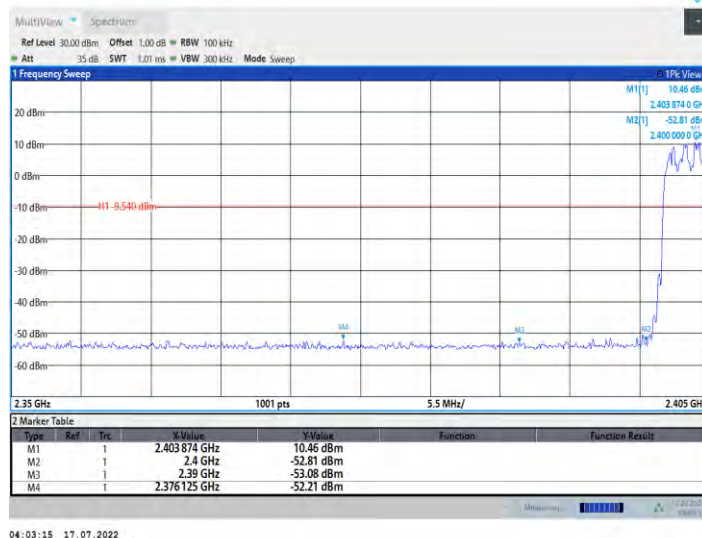 MultiView Spectrum
Ref Level 30.00 dBm Offset 1.00 dB RBW 100 kHz
Att 35 dB SWT 1.01 ms VBW 300 kHz Mode Sweep
1 Frequency Sweep 1Pk View
M1[1] 10.46 dBm
2.403 874 0 GH
M2[1] -52.81 dBm
2.400 000 0 GH
M1
20 dBm
10 dBm
0 dBm
-10 dBm H1 -9.540 dBm
-20 dBm
-30 dBm
-40 dBm
M4 M3 M2
-50 dBm
-60 dBm
2.35 GHz 1001 pts 5.5 MHz/ 2.405 GH
2 Marker Table
Type Ref Trc X-Value Y-Value Function Function Result
M1 1 2.403 874 GHz 10.46 dBm
M2 1 2.4 GHz -52.81 dBm
M3 1 2.39 GHz -53.08 dBm
M4 1 2.376 125 GHz -52.21 dBm
Measuring...
04:03:15 17.07.2022